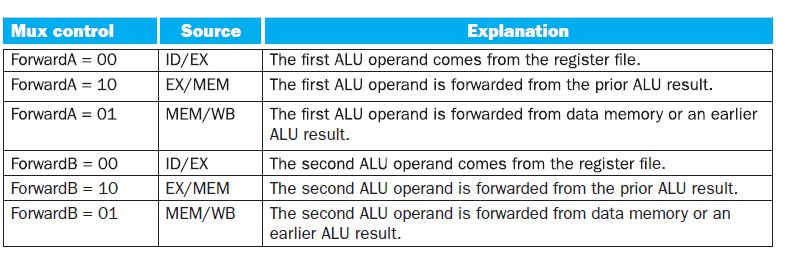 Mux control Source Explanation
ForwardA = 00 ID/EX The first ALU operand comes from the register file.
ForwardA = 10 EX/MEM The first ALU operand is forwarded from the prior ALU result.
ForwardA = 01 MEM/WB The first ALU operand is forwarded from data memory or an earlier
ALU result.
ForwardB = 00 ID/EX The second ALU operand comes from the register file.
ForwardB = 10 EX/MEM The second ALU operand is forwarded from the prior ALU result.
ForwardB = 01 MEM/WB The second ALU operand is forwarded from data memory or an
earlier ALU result.